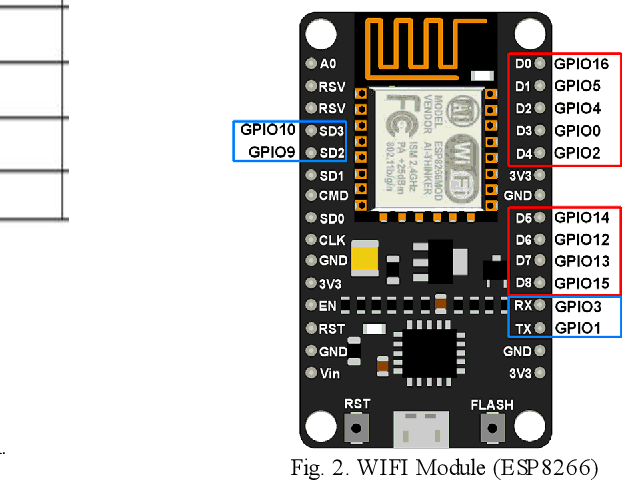 A0
RSV
RSV
GPIO10 SD3
GPIO9 SD2
SD1
CMD
SD0
CLK
GND
3V3
EN
RST
GND
Vin
MODEL ESP8266MOD
VENDOR AI-THINKER
ISM 2.4GHz
PA +25dBm
802.11b/g/n
FC
AI
WiFi
D0 GPIO16
D1 GPIO5
D2 GPIO4
D3 GPIO0
D4 GPIO2
3V3
GND
D5 GPIO14
D6 GPIO12
D7 GPIO13
D8 GPIO15
RX GPIO3
TX GPIO1
GND
3V3
RST
FLASH
Fig. 2. WIFI Module (ESP8266)